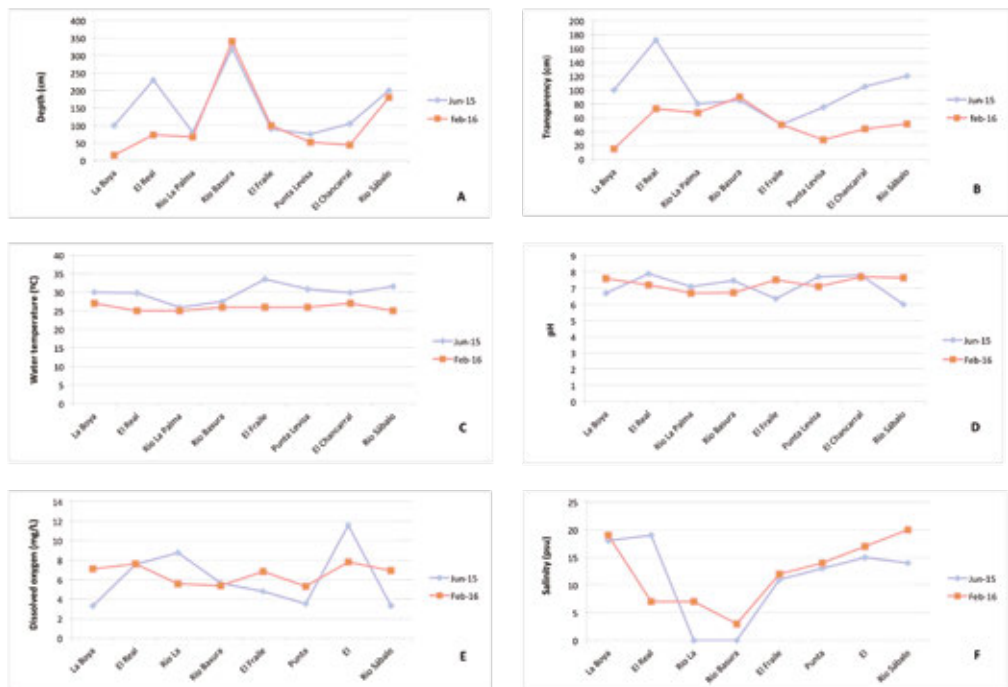 400
350
300
250
200
150
100
50
0
Depth (cm)
La Boya
El Real
Rio La Palma
Rio Basura
El Fraile
Punta Levisa
El Chancarral
Rio Sábalo
Jun-15
Feb-16
A
200
180
160
140
120
100
80
60
40
20
0
Transparency (cm)
La Boya
El Real
Rio La Palma
Rio Basura
El Fraile
Punta Levisa
El Chancarral
Rio Sábalo
Jun-15
Feb-16
B
40
35
30
25
20
15
10
5
0
Water temperature (ºC)
La Boya
El Real
Rio La Palma
Rio Basura
El Fraile
Punta Levisa
El Chancarral
Rio Sábalo
Jun-15
Feb-16
C
9
8
7
6
5
4
3
2
1
0
pH
La Boya
El Real
Rio La Palma
Rio Basura
El Fraile
Punta Levisa
El Chancarral
Rio Sábalo
Jun-15
Feb-16
D
14
12
10
8
6
4
2
0
Dissolved oxygen (mg/L)
La Boya
El Real
Rio La
Rio Basura
El Fraile
Punta
El
Rio Sábalo
Jun-15
Feb-16
E
25
20
15
10
5
0
Salinity (psu)
La Boya
El Real
Rio La
Rio Basura
El Fraile
Punta
El
Rio Sábalo
Jun-15
Feb-16
F